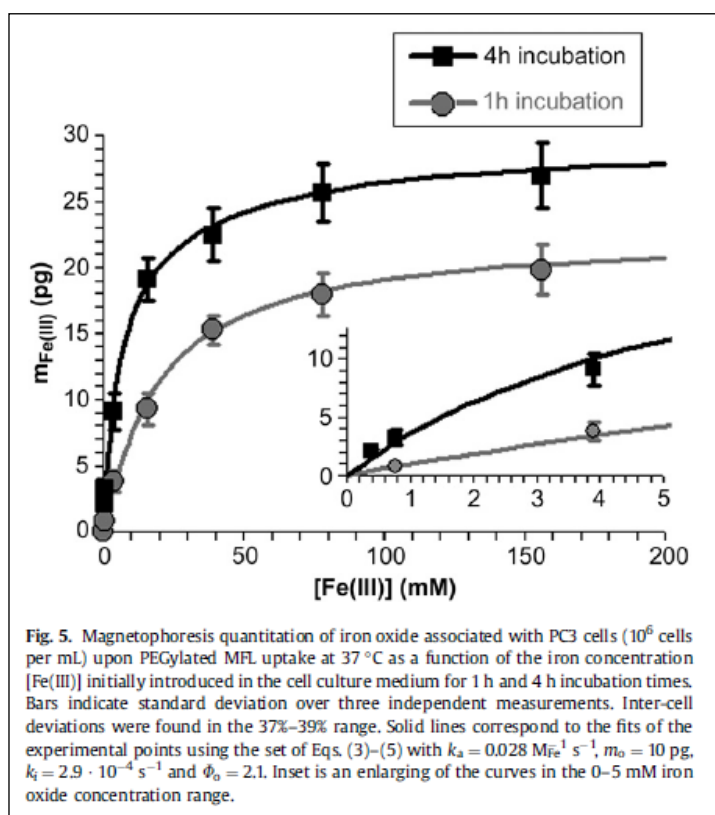 4h incubation
1h incubation
30
25
20
15
10
5
0
mFe(III) (pg)
10
5
0
0 1 2 3 4 5
0 50 100 150 200
[Fe(III)] (mM)
Fig. 5. Magnetophoresis quantitation of iron oxide associated with PC3 cells (10⁶ cells
per mL) upon PEGylated MFL uptake at 37 °C as a function of the iron concentration
[Fe(III)] initially introduced in the cell culture medium for 1 h and 4 h incubation times.
Bars indicate standard deviation over three independent measurements. Inter-cell
deviations were found in the 37%–39% range. Solid lines correspond to the fits of the
experimental points using the set of Eqs. (3)–(5) with kₐ = 0.028 M_Fe⁻¹ s⁻¹, mₒ = 10 pg,
kᵢ = 2.9 · 10⁻⁴ s⁻¹ and Φₒ = 2.1. Inset is an enlarging of the curves in the 0–5 mM iron
oxide concentration range.